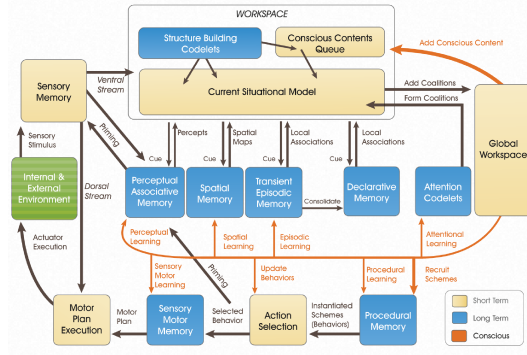 WORKSPACE
Structure Building
Codelets
Conscious Contents
Queue
Add Conscious Content
Sensory
Memory
Ventral
Stream
Current Situational Model
Add Coalitions
Form Coalitions
Sensory
Stimulus
Priming
Percepts
Cue
Spatial
Maps
Cue
Local
Associations
Cue
Local
Associations
Cue
Global
Workspace
Internal &
External
Environment
Dorsal
Stream
Perceptual
Associative
Memory
Spatial
Memory
Transient
Episodic
Memory
Consolidate
Declarative
Memory
Attention
Codelets
Actuator
Execution
Perceptual
Learning
Spatial
Learning
Episodic
Learning
Attentional
Learning
Sensory
Motor
Learning
Priming
Update
Behaviors
Procedural
Learning
Recruit
Schemes
Motor
Plan
Execution
Motor
Plan
Sensory
Motor
Memory
Selected
Behavior
Action
Selection
Instantiated
Schemes
(Behaviors)
Procedural
Memory
Short Term
Long Term
Conscious